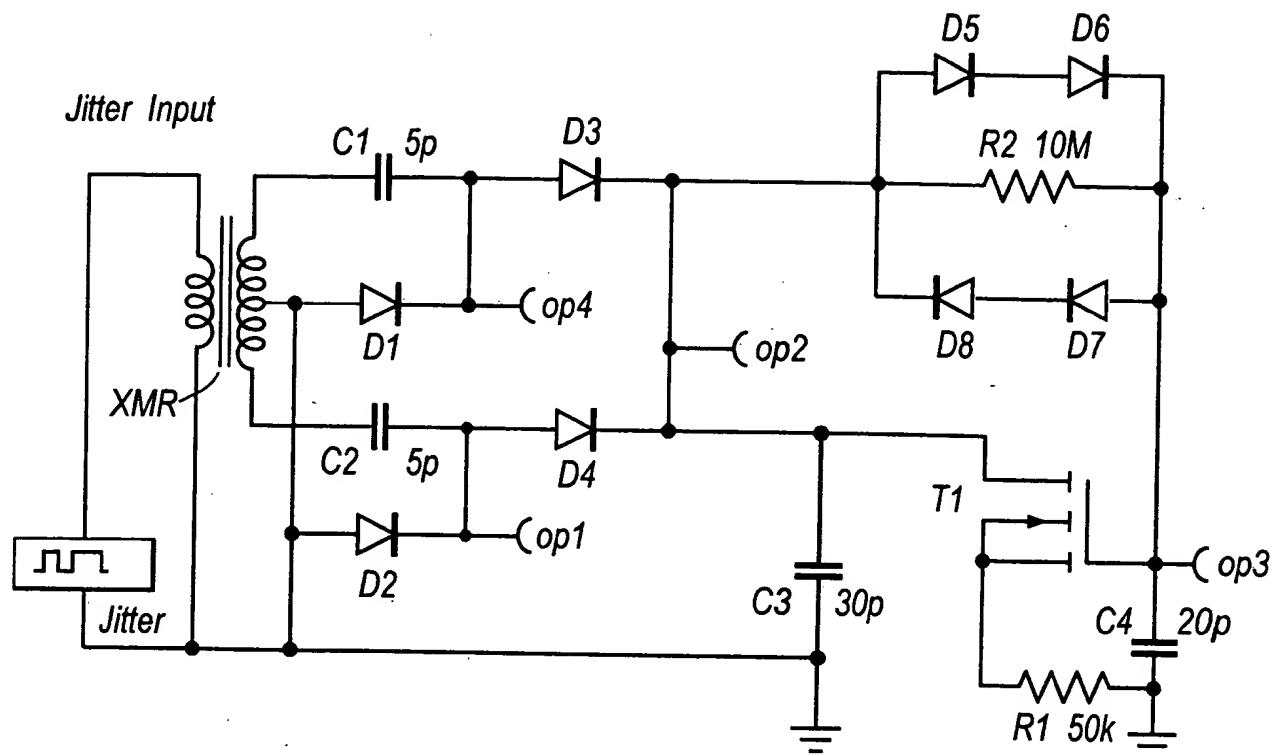 D5 D6
Jitter Input
C1 5p
D3
R2 10M
op4
D1
op2
D8 D7
XMR
C2 5p
D4
T1
op1
D2
op3
C3 30p
C4 20p
Jitter
R1 50k